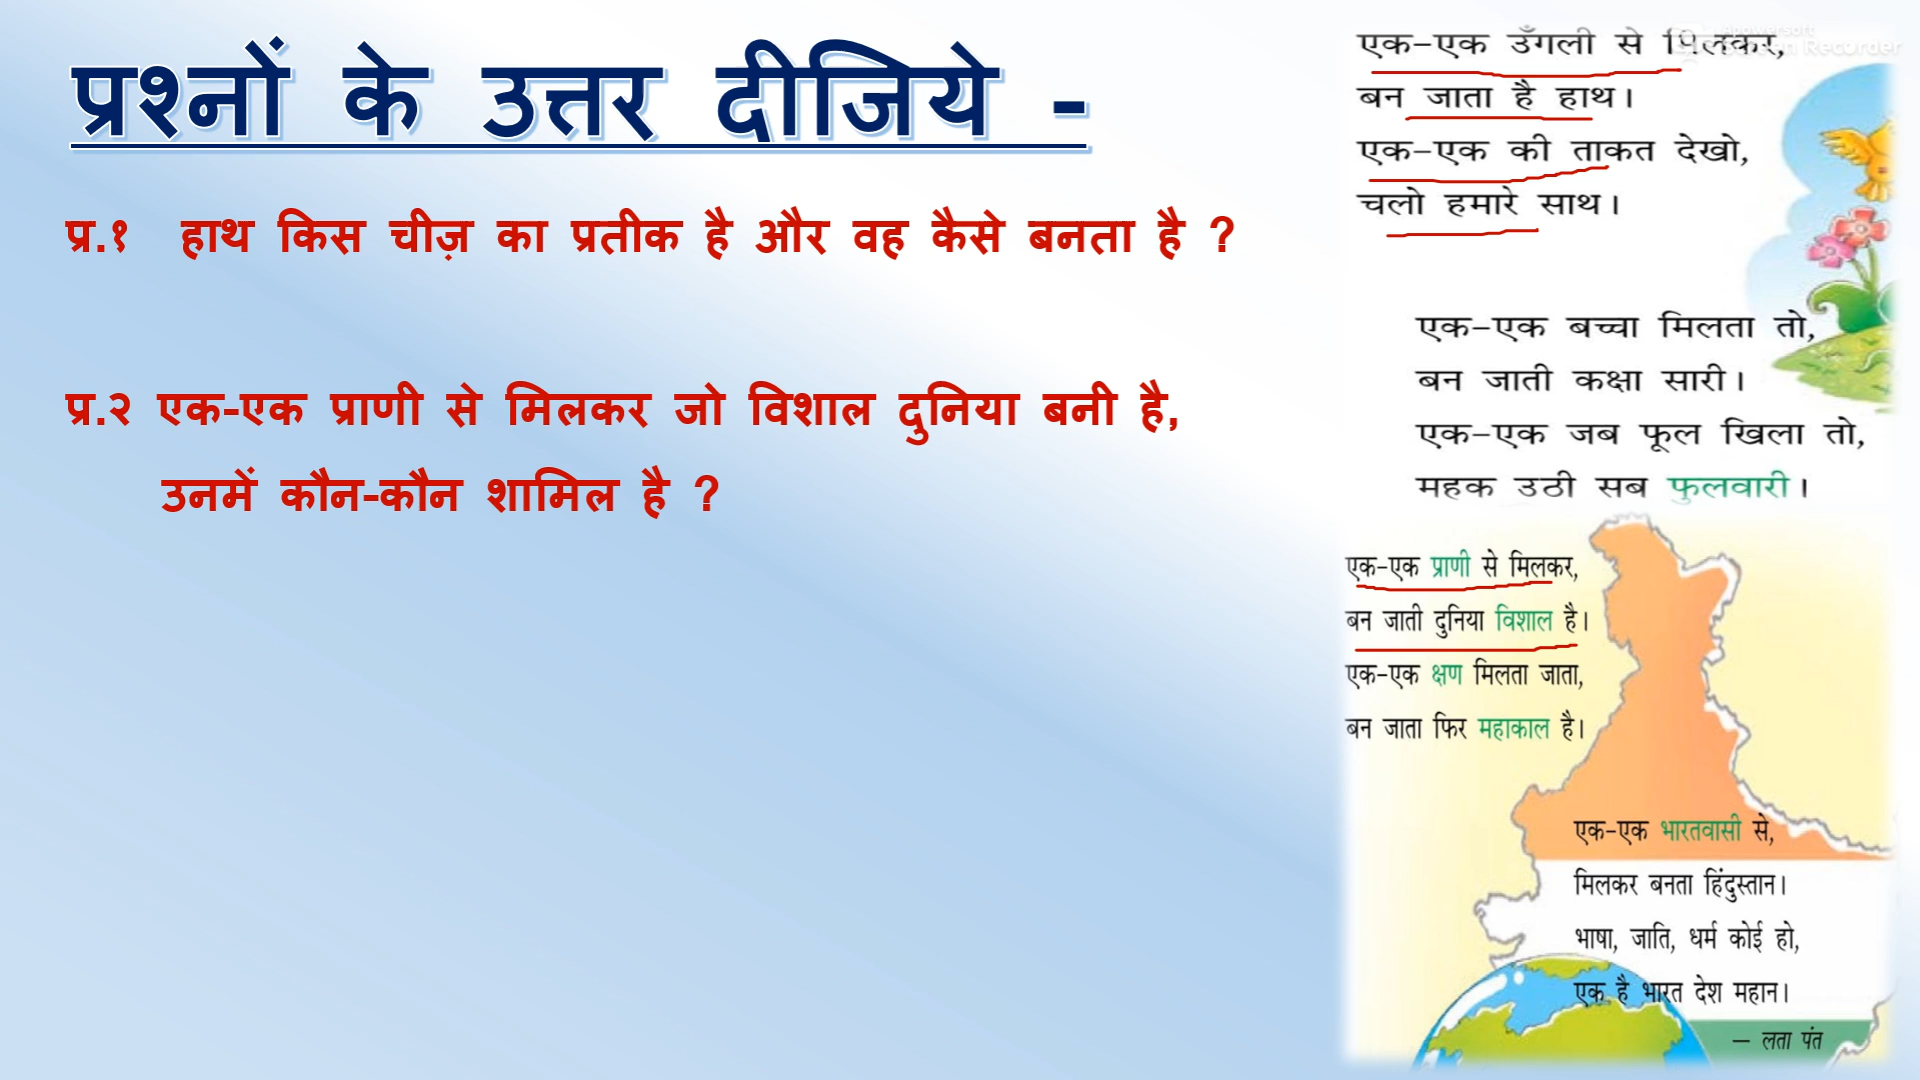 प्रश्नों के उत्तर दीजिये -
प्र.१ हाथ किस चीज़ का प्रतीक है और वह कैसे बनता है ?
प्र.२ एक-एक प्राणी से मिलकर जो विशाल दुनिया बनी है,
उनमें कौन-कौन शामिल है ?
एक-एक उँगली से मिलकर,
बन जाता है हाथ।
एक-एक की ताकत देखो,
चलो हमारे साथ।
एक-एक बच्चा मिलता तो,
बन जाती कक्षा सारी।
एक-एक जब फूल खिला तो,
महक उठी सब फुलवारी।
एक-एक प्राणी से मिलकर,
बन जाती दुनिया विशाल है।
एक-एक क्षण मिलता जाता,
बन जाता फिर महाकाल है।
एक-एक भारतवासी से,
मिलकर बनता हिंदुस्तान।
भाषा, जाति, धर्म कोई हो,
एक है भारत देश महान।
— लता पंत
Recorder